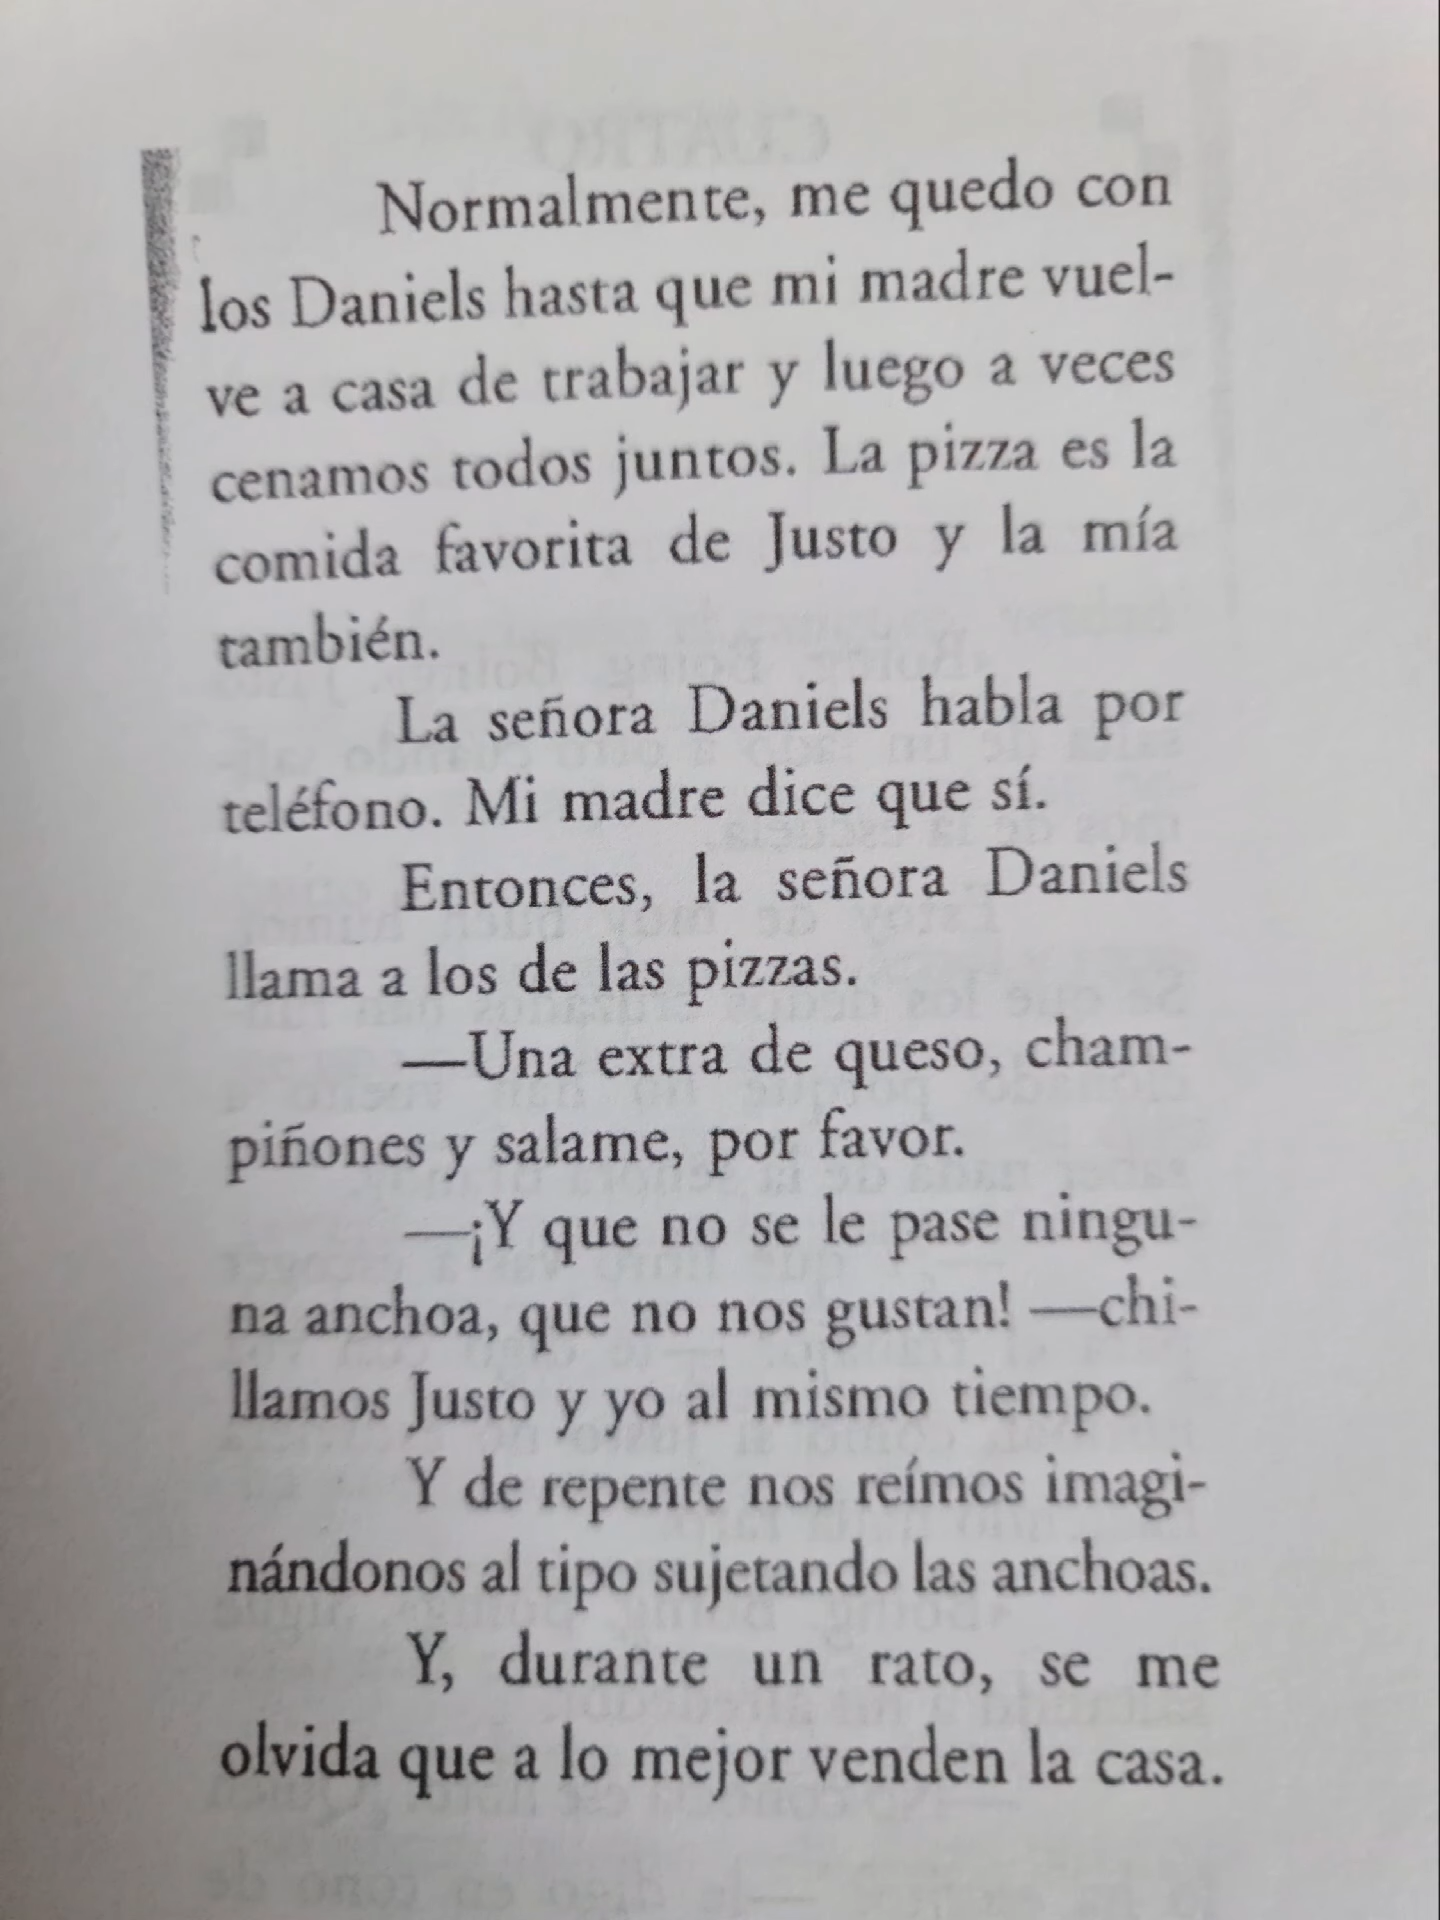 Normalmente, me quedo con
los Daniels hasta que mi madre vuel-
ve a casa de trabajar y luego a veces
cenamos todos juntos. La pizza es la
comida favorita de Justo y la mía
también.
La señora Daniels habla por
teléfono. Mi madre dice que sí.
Entonces, la señora Daniels
llama a los de las pizzas.
—Una extra de queso, cham-
piñones y salame, por favor.
—¡Y que no se le pase ningu-
na anchoa, que no nos gustan! —chi-
llamos Justo y yo al mismo tiempo.
Y de repente nos reímos imagi-
nándonos al tipo sujetando las anchoas.
Y, durante un rato, se me
olvida que a lo mejor venden la casa.